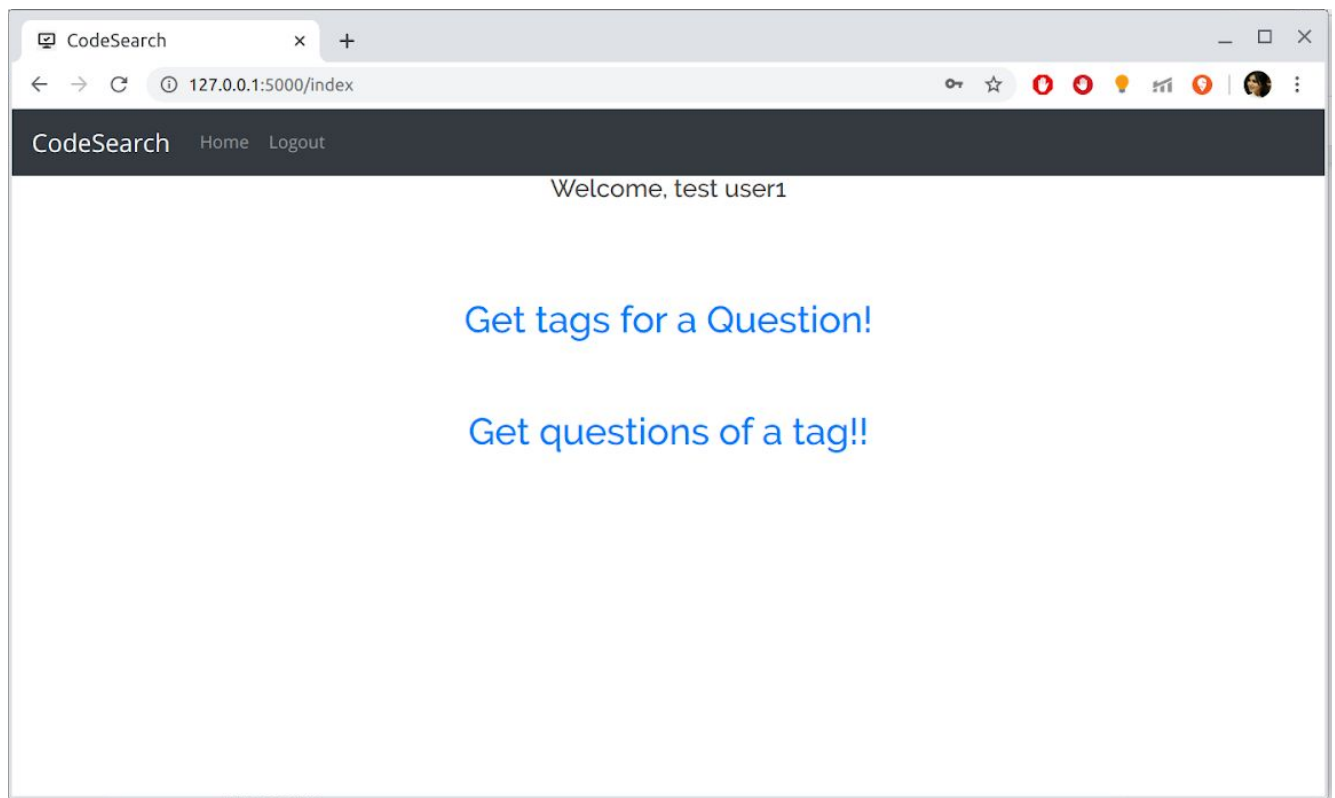 CodeSearch
127.0.0.1:5000/index
CodeSearch Home Logout
Welcome, test user1
Get tags for a Question!
Get questions of a tag!!